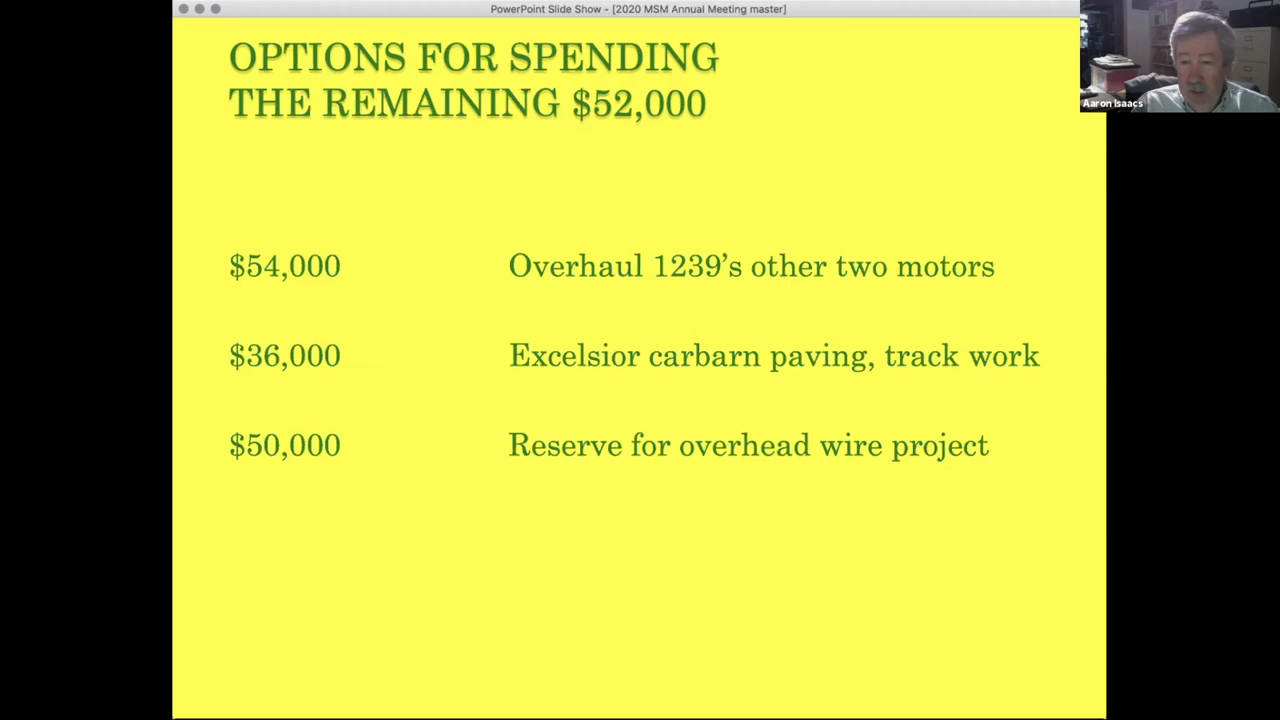 PowerPoint Slide Show - [2020 MSM Annual Meeting master]
Aaron Isaacs
OPTIONS FOR SPENDING
THE REMAINING $52,000
$54,000 Overhaul 1239’s other two motors
$36,000 Excelsior carbarn paving, track work
$50,000 Reserve for overhead wire project